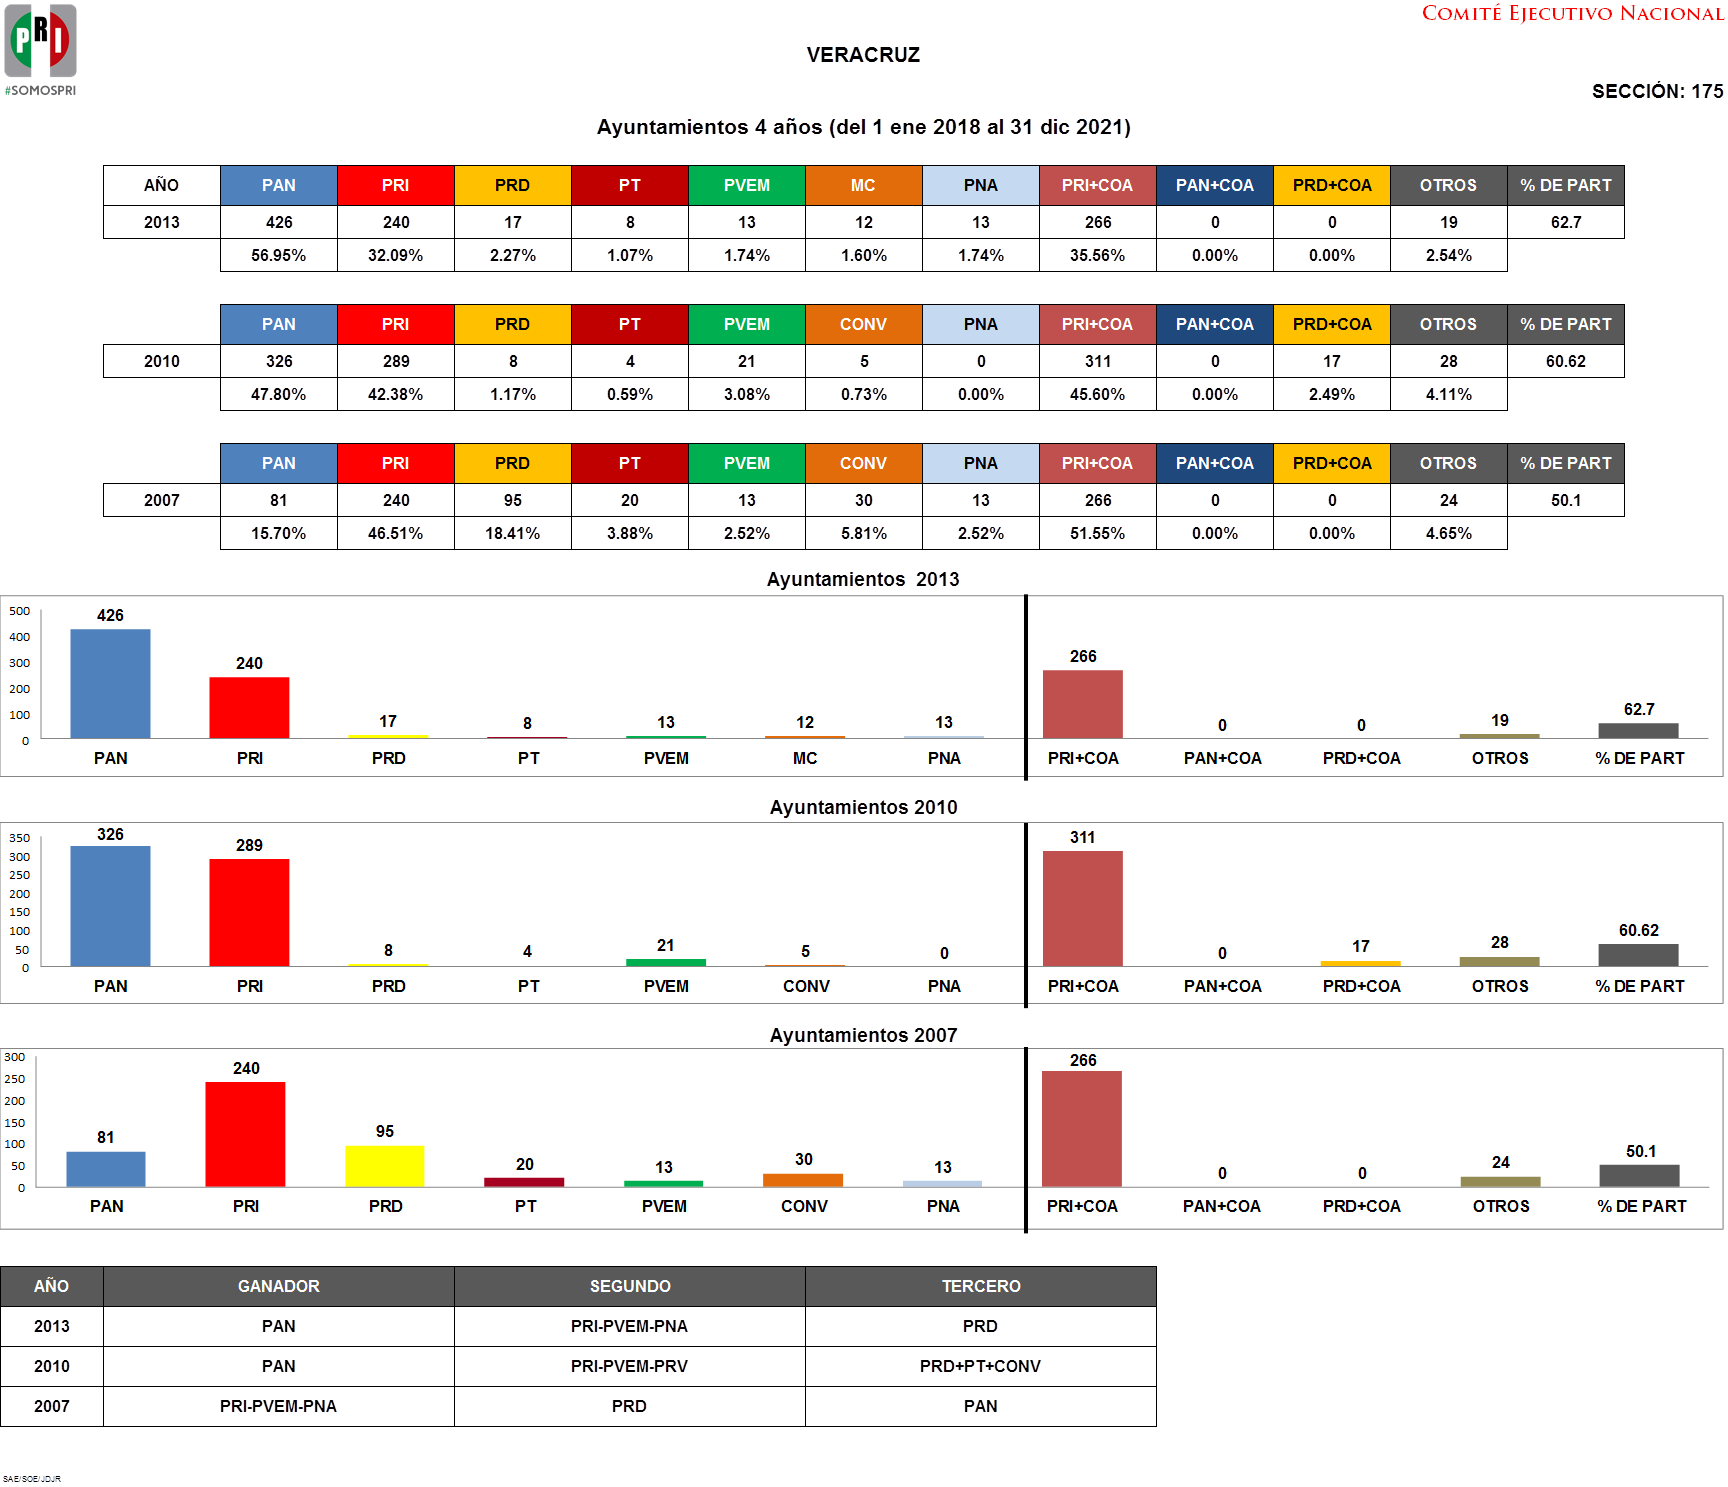 PRI
#SOMOSPRI
COMITÉ EJECUTIVO NACIONAL
VERACRUZ
SECCIÓN: 175
Ayuntamientos 4 años (del 1 ene 2018 al 31 dic 2021)
AÑO PAN PRI PRD PT PVEM MC PNA PRI+COA PAN+COA PRD+COA OTROS % DE PART
2013 426 240 17 8 13 12 13 266 0 0 19 62.7
56.95% 32.09% 2.27% 1.07% 1.74% 1.60% 1.74% 35.56% 0.00% 0.00% 2.54%
PAN PRI PRD PT PVEM CONV PNA PRI+COA PAN+COA PRD+COA OTROS % DE PART
2010 326 289 8 4 21 5 0 311 0 17 28 60.62
47.80% 42.38% 1.17% 0.59% 3.08% 0.73% 0.00% 45.60% 0.00% 2.49% 4.11%
PAN PRI PRD PT PVEM CONV PNA PRI+COA PAN+COA PRD+COA OTROS % DE PART
2007 81 240 95 20 13 30 13 266 0 0 24 50.1
15.70% 46.51% 18.41% 3.88% 2.52% 5.81% 2.52% 51.55% 0.00% 0.00% 4.65%
Ayuntamientos 2013
500
400
300
200
100
0
426 240 17 8 13 12 13 266 0 0 19 62.7
PAN PRI PRD PT PVEM MC PNA PRI+COA PAN+COA PRD+COA OTROS % DE PART
Ayuntamientos 2010
350
300
250
200
150
100
50
0
326 289 8 4 21 5 0 311 0 17 28 60.62
PAN PRI PRD PT PVEM CONV PNA PRI+COA PAN+COA PRD+COA OTROS % DE PART
Ayuntamientos 2007
300
250
200
150
100
50
0
81 240 95 20 13 30 13 266 0 0 24 50.1
PAN PRI PRD PT PVEM CONV PNA PRI+COA PAN+COA PRD+COA OTROS % DE PART
AÑO GANADOR SEGUNDO TERCERO
2013 PAN PRI-PVEM-PNA PRD
2010 PAN PRI-PVEM-PRV PRD+PT+CONV
2007 PRI-PVEM-PNA PRD PAN
SAE/SOE/JDJR